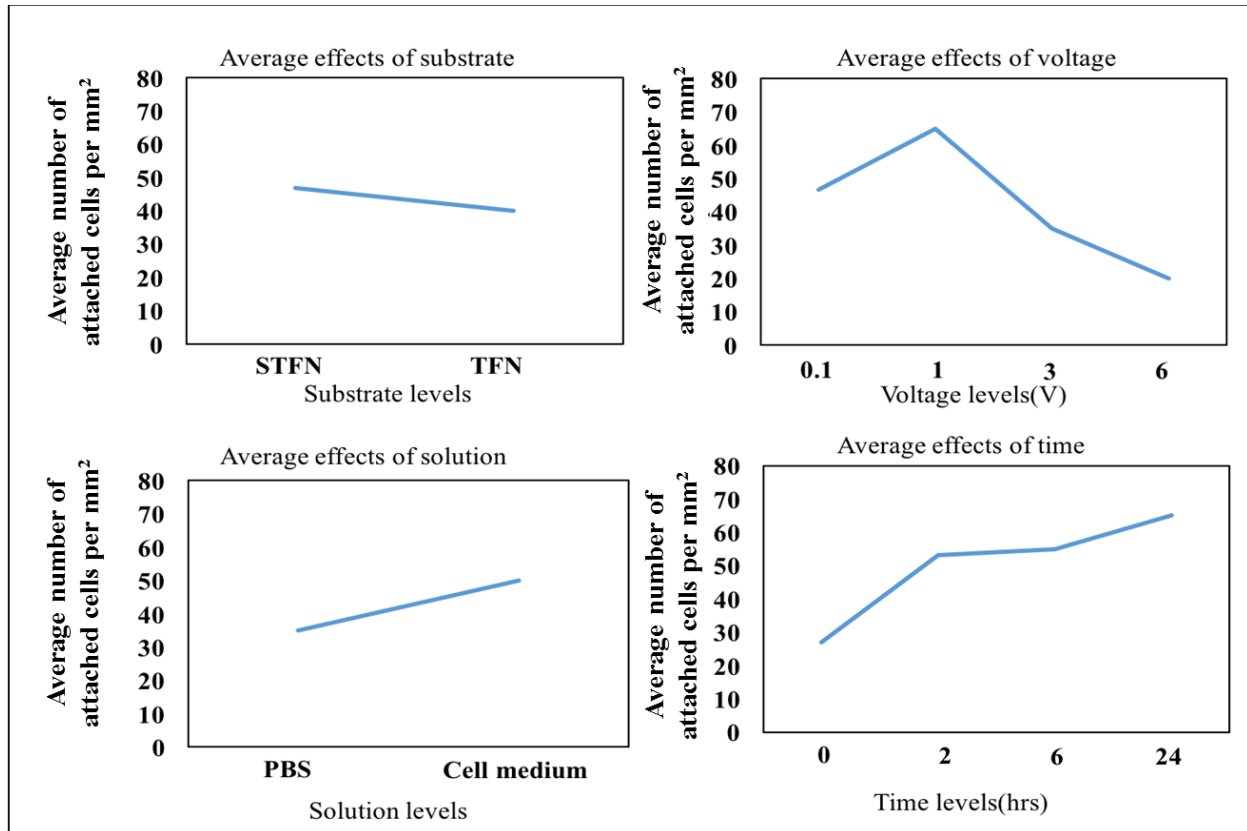 Average effects of substrate
Average number of
attached cells per mm²
80
70
60
50
40
30
20
10
0
STFN TFN
Substrate levels
Average effects of voltage
Average number of
attached cells per mm²
80
70
60
50
40
30
20
10
0
0.1 1 3 6
Voltage levels(V)
Average effects of solution
Average number of
attached cells per mm²
80
70
60
50
40
30
20
10
0
PBS Cell medium
Solution levels
Average effects of time
Average number of
attached cells per mm²
80
70
60
50
40
30
20
10
0
0 2 6 24
Time levels(hrs)